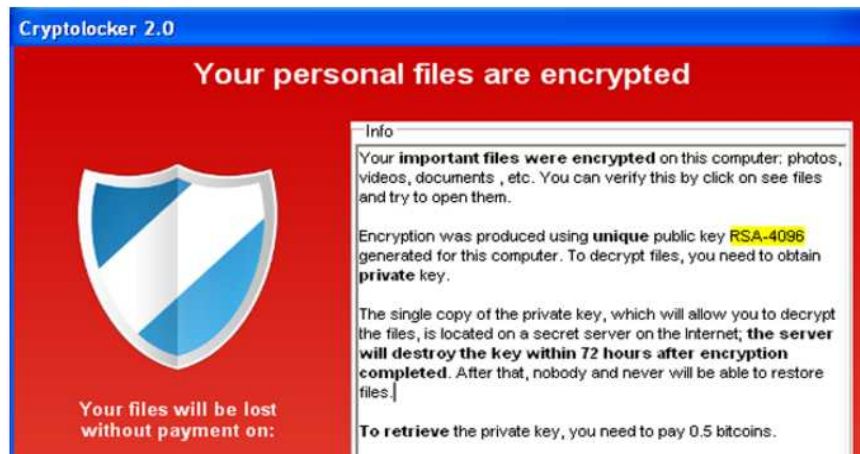 Cryptolocker 2.0
Your personal files are encrypted
Info
Your important files were encrypted on this computer: photos,
videos, documents , etc. You can verify this by click on see files
and try to open them.
Encryption was produced using unique public key RSA-4096
generated for this computer. To decrypt files, you need to obtain
private key.
The single copy of the private key, which will allow you to decrypt
the files, is located on a secret server on the Internet; the server
will destroy the key within 72 hours after encryption
completed. After that, nobody and never will be able to restore
files.
To retrieve the private key, you need to pay 0.5 bitcoins.
Your files will be lost
without payment on: